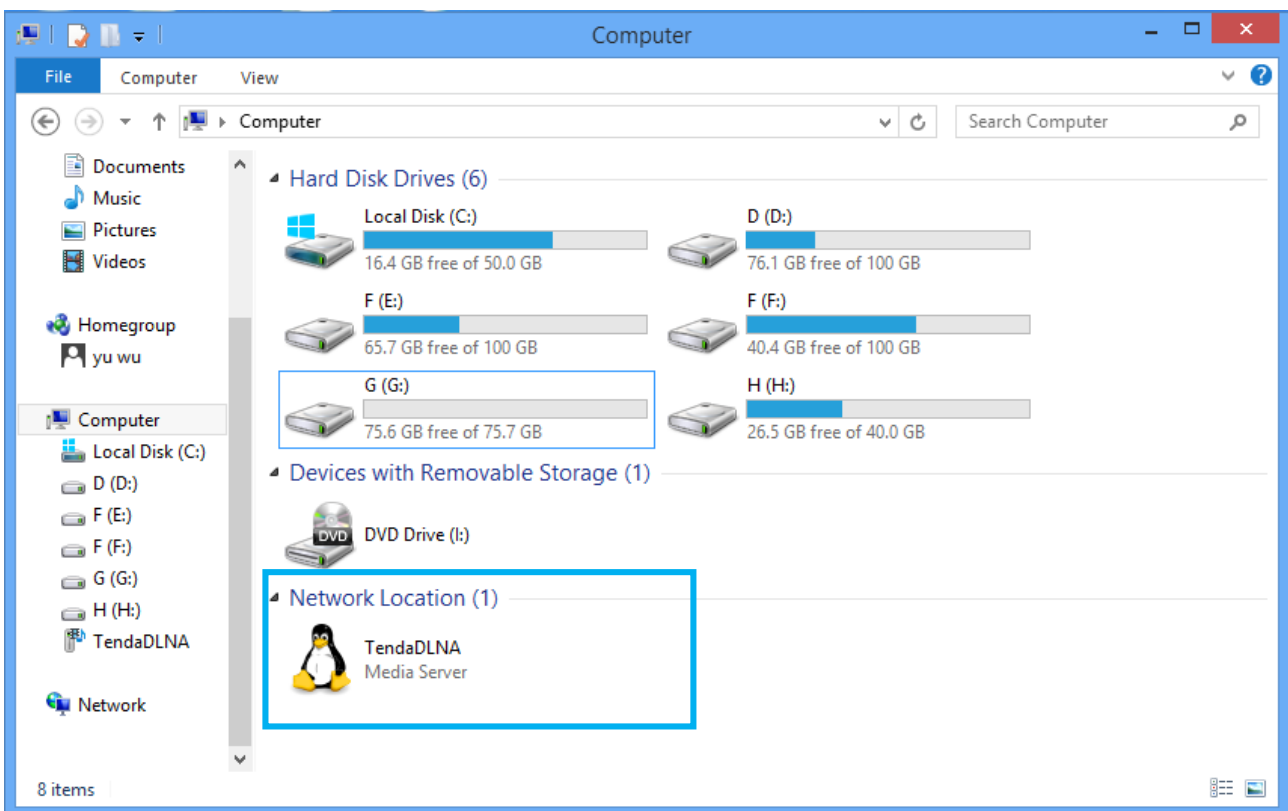 Computer
File Computer View
Computer
Search Computer
Documents
Music
Pictures
Videos
Homegroup
yu wu
Computer
Local Disk (C:)
D (D:)
F (E:)
F (F:)
G (G:)
H (H:)
TendaDLNA
Network
Hard Disk Drives (6)
Local Disk (C:)
16.4 GB free of 50.0 GB
D (D:)
76.1 GB free of 100 GB
F (E:)
65.7 GB free of 100 GB
F (F:)
40.4 GB free of 100 GB
G (G:)
75.6 GB free of 75.7 GB
H (H:)
26.5 GB free of 40.0 GB
Devices with Removable Storage (1)
DVD
DVD Drive (I:)
Network Location (1)
TendaDLNA
Media Server
8 items